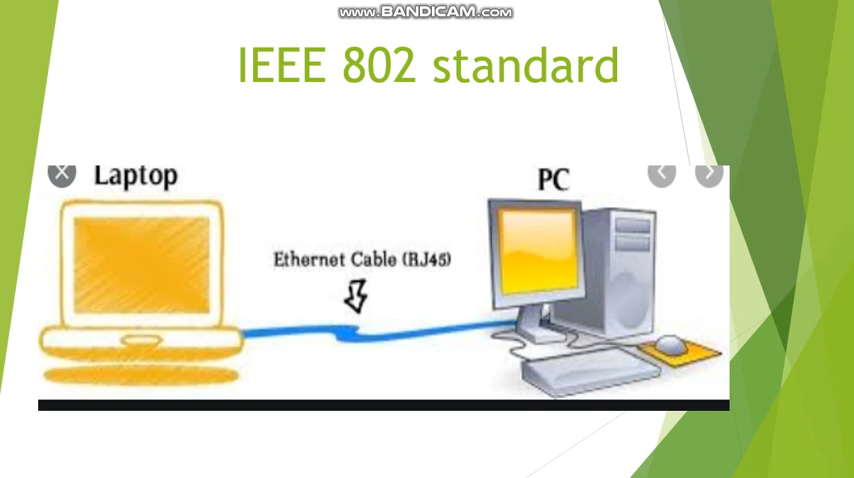 WWW.BANDICAM.COM
IEEE 802 standard
Laptop
PC
Ethernet Cable (RJ45)